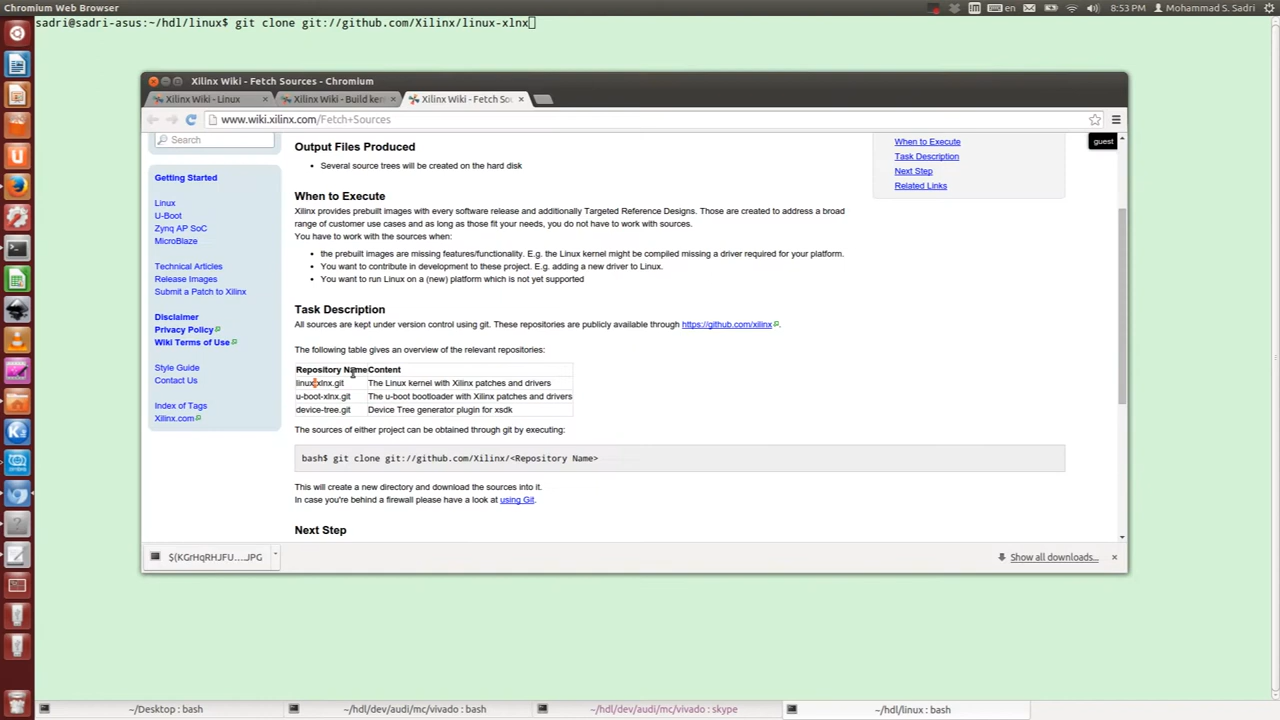 Chromium Web Browser
en
8:53 PM
Mohammad S. Sadri
sadri@sadri-asus:~/hdl/linux$ git clone git://github.com/Xilinx/linux-xlnx
Xilinx Wiki - Fetch Sources - Chromium
Xilinx Wiki - Linux
Xilinx Wiki - Build ker
Xilinx Wiki - Fetch Sou
www.wiki.xilinx.com/Fetch+Sources
Search
guest
Getting Started
Linux
U-Boot
Zynq AP SoC
MicroBlaze
Technical Articles
Release Images
Submit a Patch to Xilinx
Disclaimer
Privacy Policy
Wiki Terms of Use
Style Guide
Contact Us
Index of Tags
Xilinx.com
Output Files Produced
• Several source trees will be created on the hard disk
When to Execute
Xilinx provides prebuilt images with every software release and additionally Targeted Reference Designs. Those are created to address a broad
range of customer use cases and as long as those fit your needs, you do not have to work with sources.
You have to work with the sources when:
• the prebuilt images are missing features/functionality. E.g. the Linux kernel might be compiled missing a driver required for your platform.
• You want to contribute in development to these project. E.g. adding a new driver to Linux.
• You want to run Linux on a (new) platform which is not yet supported
Task Description
All sources are kept under version control using git. These repositories are publicly available through https://github.com/xilinx.
The following table gives an overview of the relevant repositories:
Repository Name Content
linux-xlnx.git The Linux kernel with Xilinx patches and drivers
u-boot-xlnx.git The u-boot bootloader with Xilinx patches and drivers
device-tree.git Device Tree generator plugin for xsdk
The sources of either project can be obtained through git by executing:
bash$ git clone git://github.com/Xilinx/<Repository Name>
This will create a new directory and download the sources into it.
In case you're behind a firewall please have a look at using Git.
Next Step
When to Execute
Task Description
Next Step
Related Links
$(KGrHqRHJFU....JPG
Show all downloads...
~/Desktop : bash
~/hdl/dev/audi/mc/vivado : bash
~/hdl/dev/audi/mc/vivado : skype
~/hdl/linux : bash